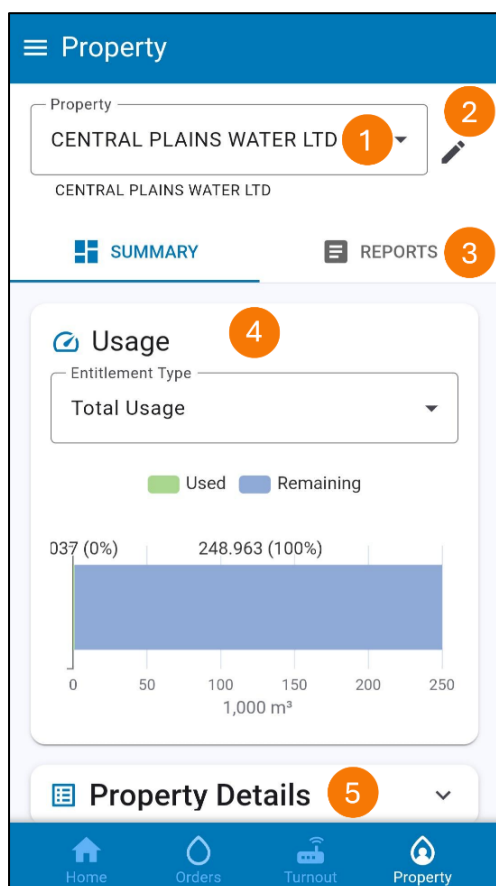 Property
Property
CENTRAL PLAINS WATER LTD 1
2
CENTRAL PLAINS WATER LTD
SUMMARY
REPORTS 3
Usage 4
Entitlement Type
Total Usage
Used Remaining
037 (0%) 248.963 (100%)
0 50 100 150 200 250
1,000 m³
Property Details 5
Home Orders Turnout Property